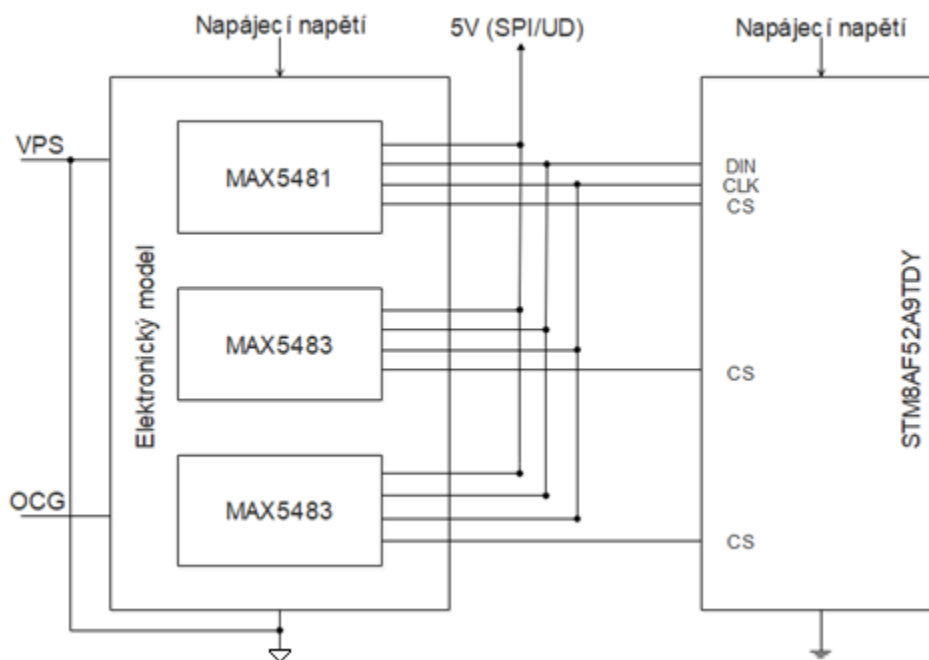 Napájecí napětí
5V (SPI/UD)
Napájecí napětí
VPS
MAX5481
DIN
CLK
CS
Elektronický model
MAX5483
CS
STM8AF52A9TDY
OCG
MAX5483
CS